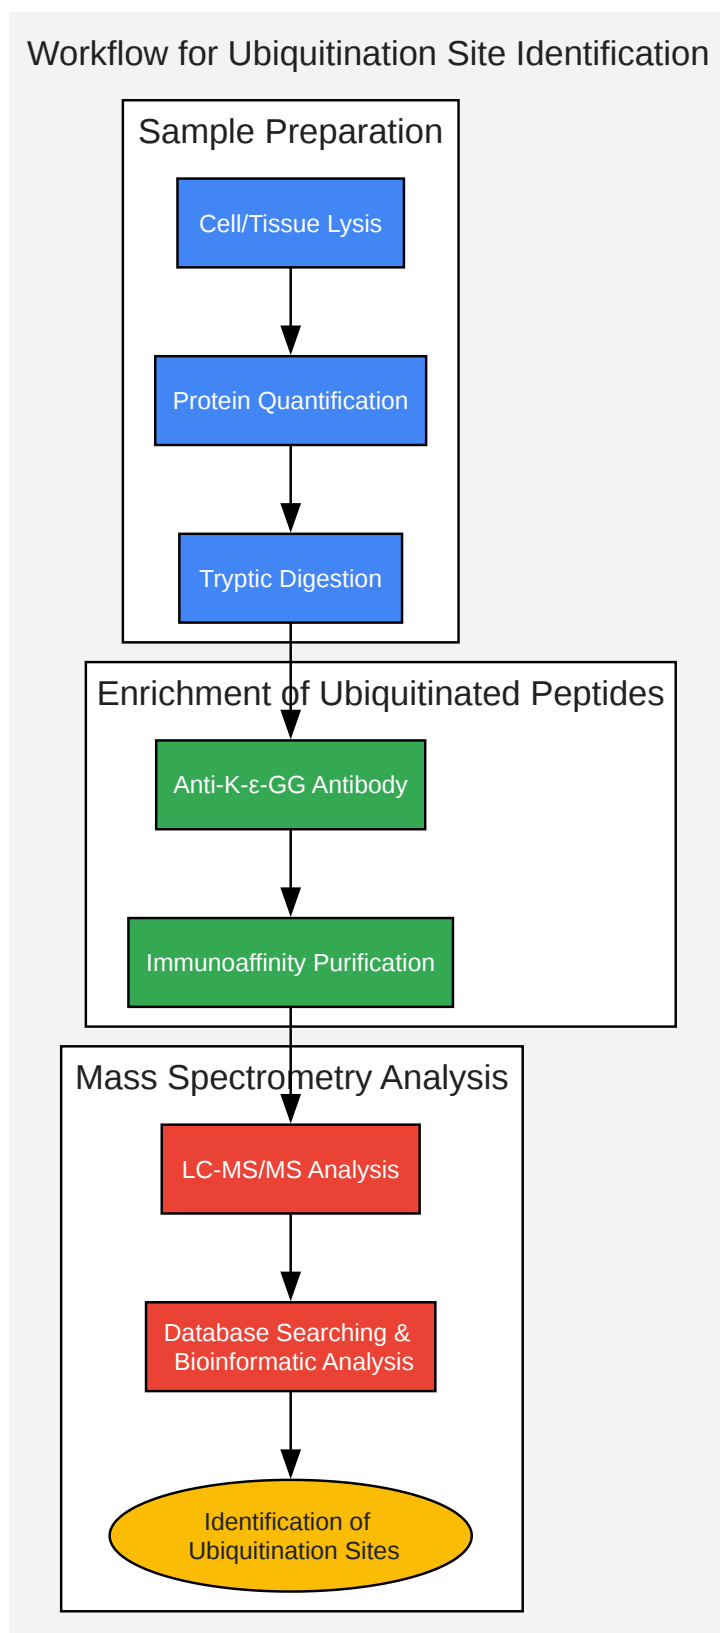 Workflow for Ubiquitination Site Identification
Sample Preparation
Cell/Tissue Lysis
Protein Quantification
Tryptic Digestion
Enrichment of Ubiquitinated Peptides
Anti-K-ε-GG Antibody
Immunoaffinity Purification
Mass Spectrometry Analysis
LC-MS/MS Analysis
Database Searching &
Bioinformatic Analysis
Identification of
Ubiquitination Sites